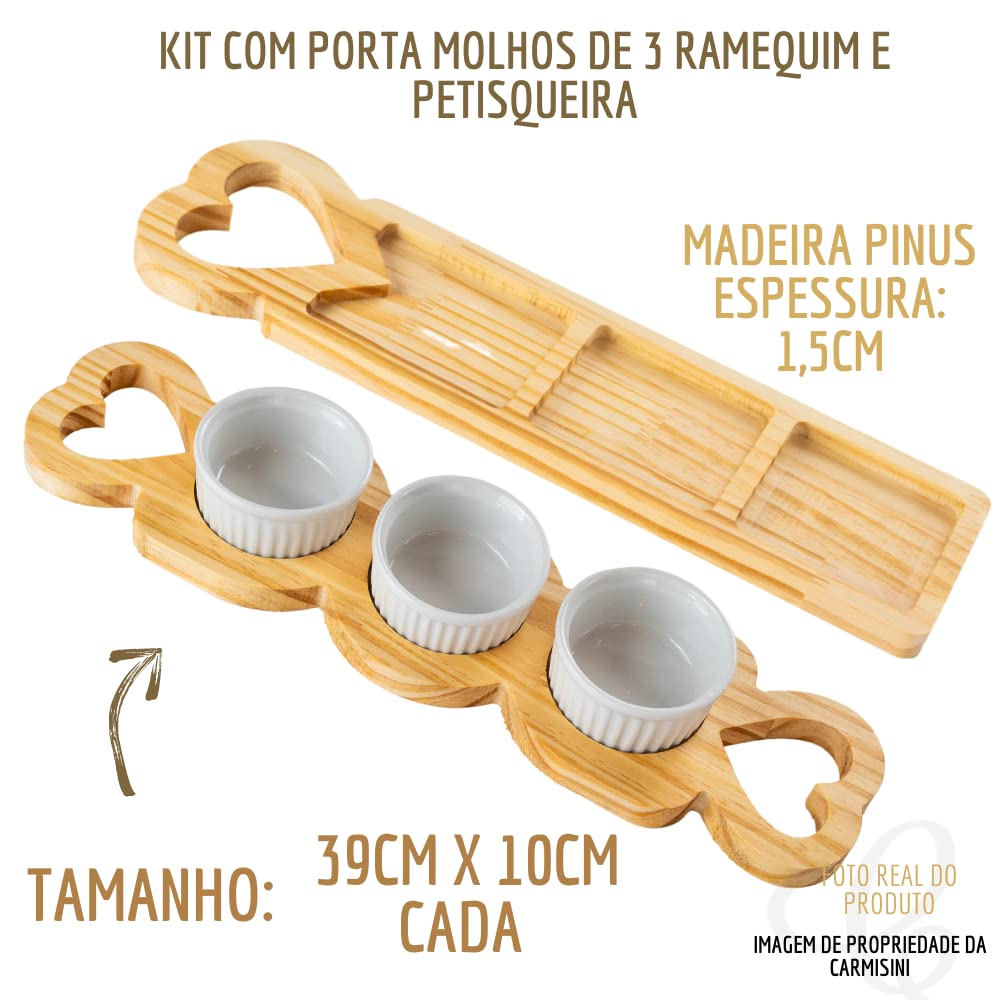 KIT COM PORTA MOLHOS DE 3 RAMEQUIM E
PETISQUEIRA
MADEIRA PINUS
ESPESSURA:
1,5CM
TAMANHO:
39CM X 10CM
CADA
FOTO REAL DO
PRODUTO
IMAGEM DE PROPRIEDADE DA
CARMISINI